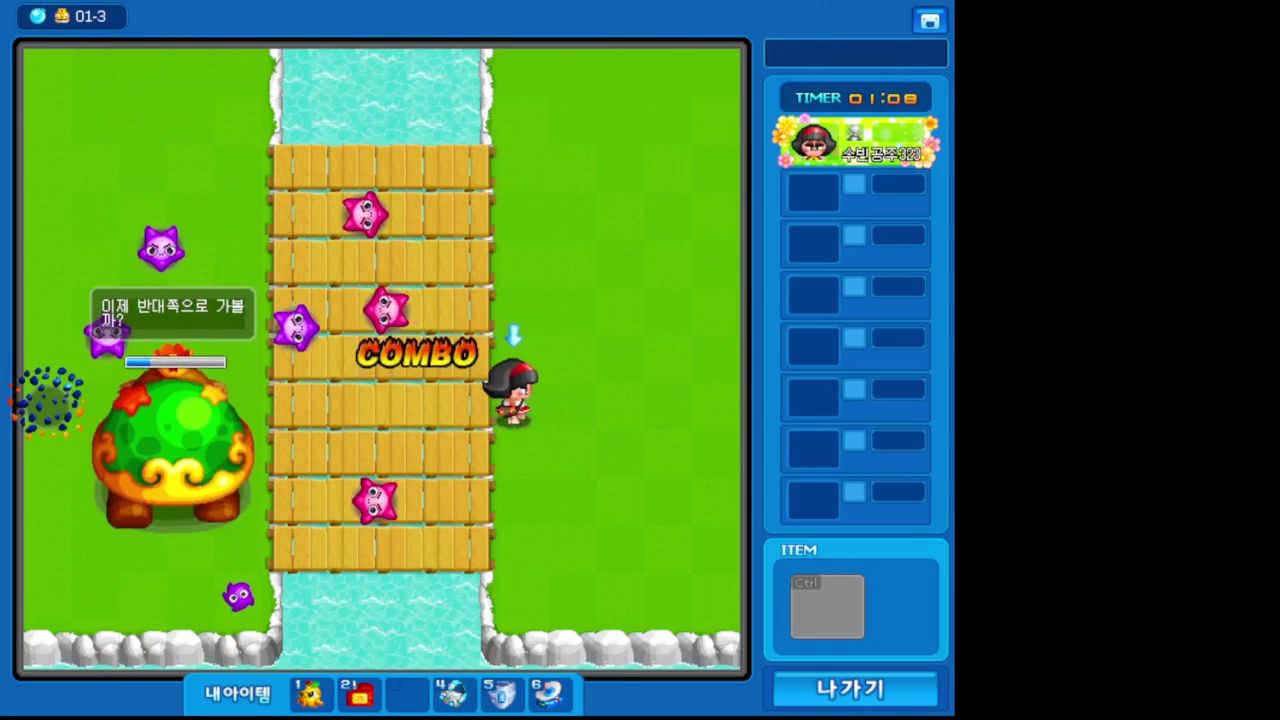 01-3
TIMER 01:08
수빈공주323
이제 반대쪽으로 가볼
까?
COMBO
ITEM
Ctrl
내아이템
1
2
4
5
6
나가기